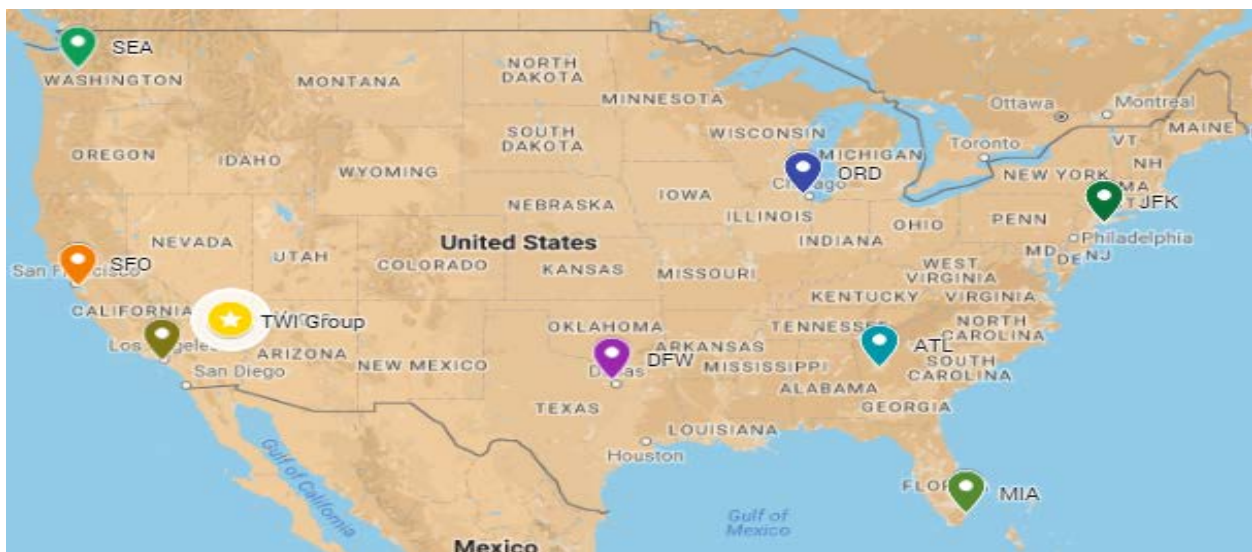 SEA
WASHINGTON
MONTANA
NORTH
DAKOTA
MINNESOTA
Ottawa
Montreal
MAINE
OREGON
IDAHO
SOUTH
DAKOTA
WISCONSIN
MICHIGAN
Toronto
VT
NH
WYOMING
ORD
NEW YORK
MA
JFK
IOWA
NEBRASKA
ILLINOIS
OHIO
PENN
Philadelphia
NEVADA
UTAH
United States
INDIANA
MD
DE
NJ
SFO
COLORADO
KANSAS
MISSOURI
WEST
VIRGINIA
KENTUCKY
VIRGINIA
CALIFORNIA
TWI Group
OKLAHOMA
TENNESSEE
NORTH
CAROLINA
ARIZONA
NEW MEXICO
DFW
ARKANSAS
MISSISSIPPI
ATL
SOUTH
CAROLINA
San Diego
ALABAMA
TEXAS
GEORGIA
LOUISIANA
Houston
Gulf of California
MIA
Gulf of
Mexico
Mexico